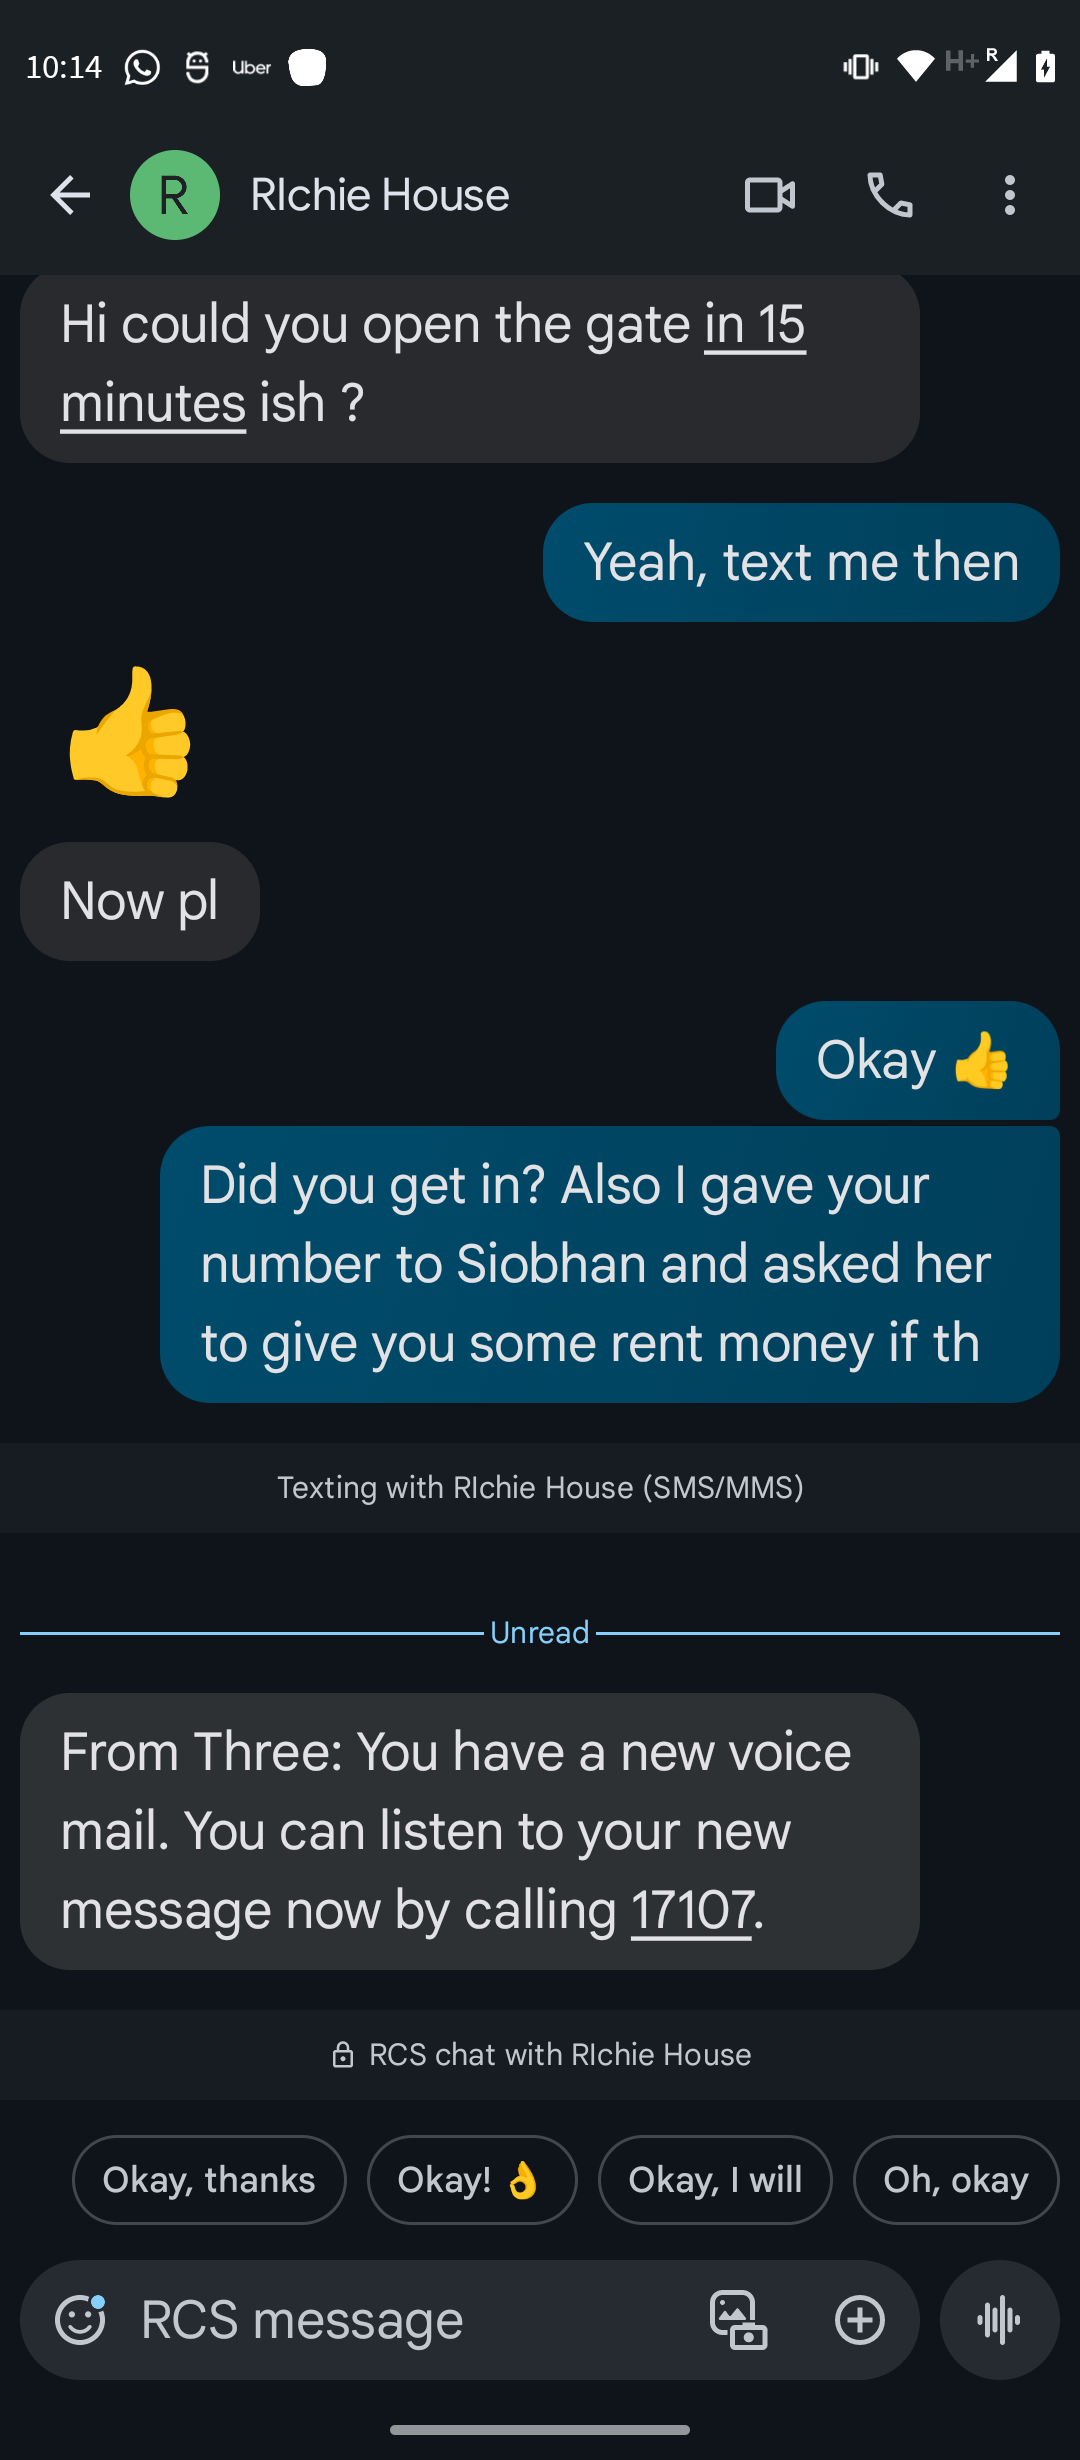 10:14 Uber H+ R
R RIchie House
Hi could you open the gate in 15
minutes ish ?
Yeah, text me then
👍
Now pl
Okay 👍
Did you get in? Also I gave your
number to Siobhan and asked her
to give you some rent money if th
Texting with RIchie House (SMS/MMS)
Unread
From Three: You have a new voice
mail. You can listen to your new
message now by calling 17107.
RCS chat with RIchie House
Okay, thanks Okay! 👌 Okay, I will Oh, okay
RCS message